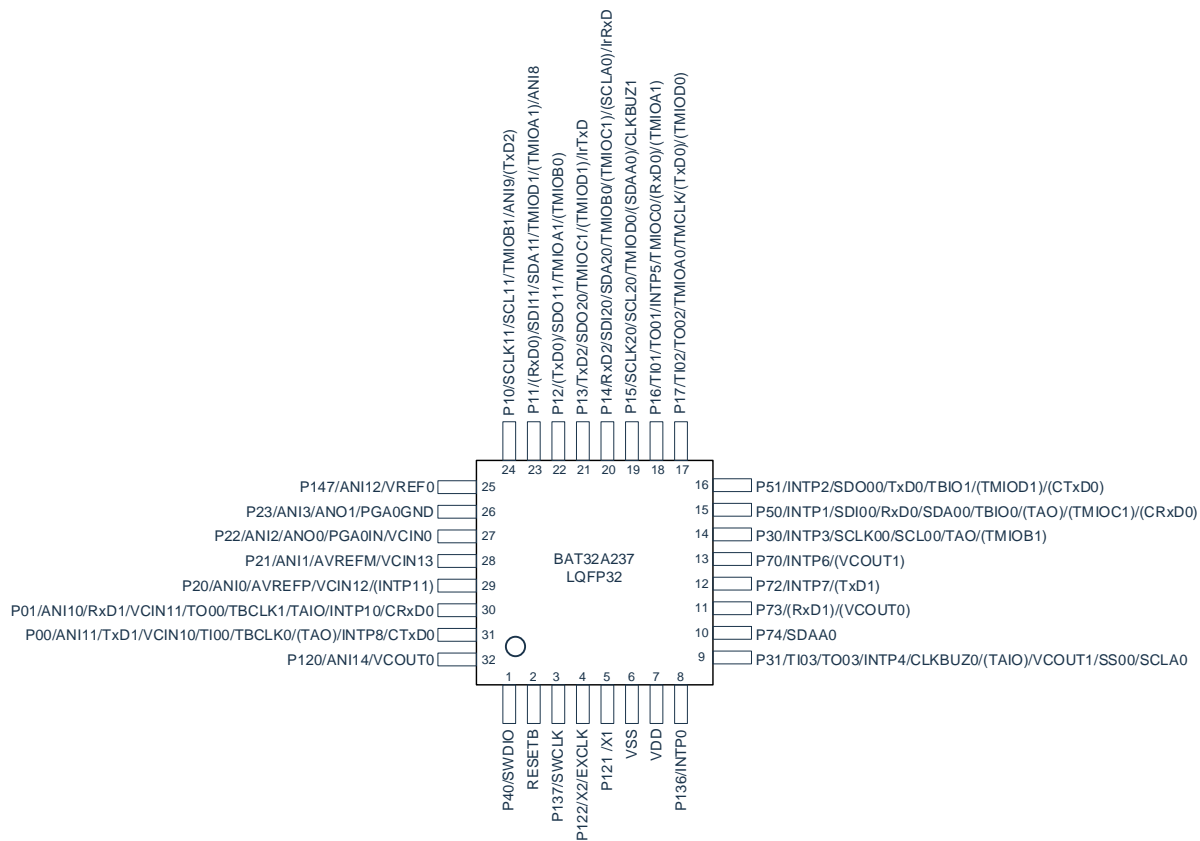 P10/SCLK11/SCL11/TMIOB1/ANI9/(TxD2)
P11/(RxD0)/SDI11/SDA11/TMIOD1/(TMIOA1)/ANI8
P12/(TxD0)/SDO11/TMIOA1/(TMIOB0)
P13/TxD2/SDO20/TMIOC1/(TMIOD1)/IrTxD
P14/RxD2/SDI20/SDA20/TMIOB0/(TMIOC1)/(SCLA0)/IrRxD
P15/SCLK20/SCL20/TMIOD0/(SDAA0)/CLKBUZ1
P16/TI01/TO01/INTP5/TMIOC0/(RxD0)/(TMIOA1)
P17/TI02/TO02/TMIOA0/TMCLK/(TxD0)/(TMIOD0)
24 23 22 21 20 19 18 17
P147/ANI12/VREF0 25
P23/ANI3/ANO1/PGA0GND 26
P22/ANI2/ANO0/PGA0IN/VCIN0 27
P21/ANI1/AVREFM/VCIN13 28
P20/ANI0/AVREFP/VCIN12/(INTP11) 29
P01/ANI10/RxD1/VCIN11/TO00/TBCLK1/TAIO/INTP10/CRxD0 30
P00/ANI11/TxD1/VCIN10/TI00/TBCLK0/(TAO)/INTP8/CTxD0 31
P120/ANI14/VCOUT0 32
BAT32A237
LQFP32
16 P51/INTP2/SDO00/TxD0/TBIO1/(TMIOD1)/(CTxD0)
15 P50/INTP1/SDI00/RxD0/SDA00/TBIO0/(TAO)/(TMIOC1)/(CRxD0)
14 P30/INTP3/SCLK00/SCL00/TAO/(TMIOB1)
13 P70/INTP6/(VCOUT1)
12 P72/INTP7/(TxD1)
11 P73/(RxD1)/(VCOUT0)
10 P74/SDAA0
9 P31/TI03/TO03/INTP4/CLKBUZ0/(TAIO)/VCOUT1/SS00/SCLA0
1 2 3 4 5 6 7 8
P40/SWDIO
RESETB
P137/SWCLK
P122/X2/EXCLK
P121 /X1
VSS
VDD
P136/INTP0